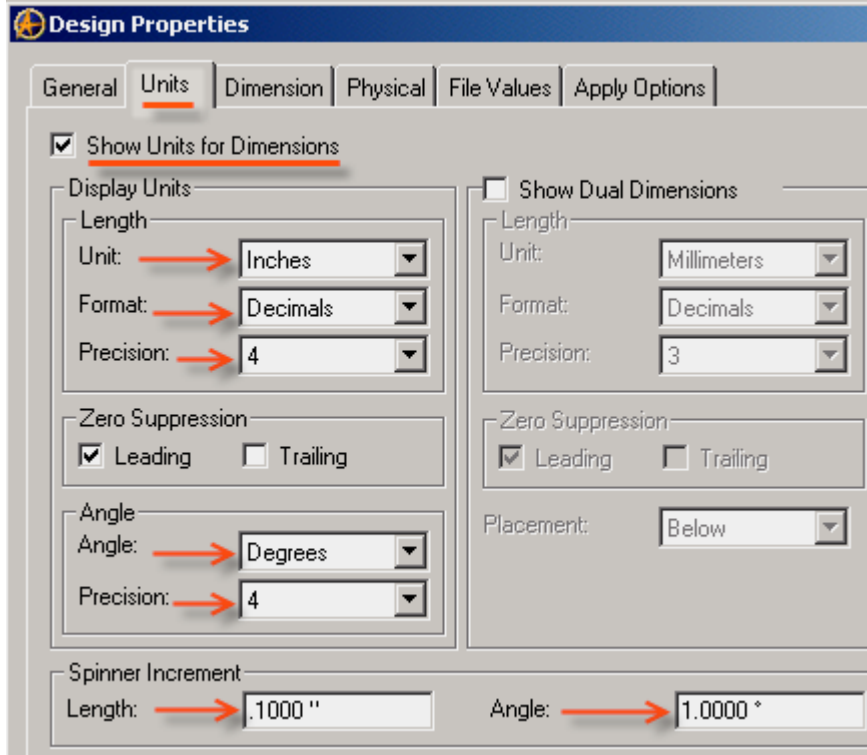 Design Properties
General Units Dimension Physical File Values Apply Options
Show Units for Dimensions
Display Units
Length
Unit: Inches
Format: Decimals
Precision: 4
Zero Suppression
Leading Trailing
Angle
Angle: Degrees
Precision: 4
Show Dual Dimensions
Length
Unit: Millimeters
Format: Decimals
Precision: 3
Zero Suppression
Leading Trailing
Placement: Below
Spinner Increment
Length: .1000 " Angle: 1.0000 °